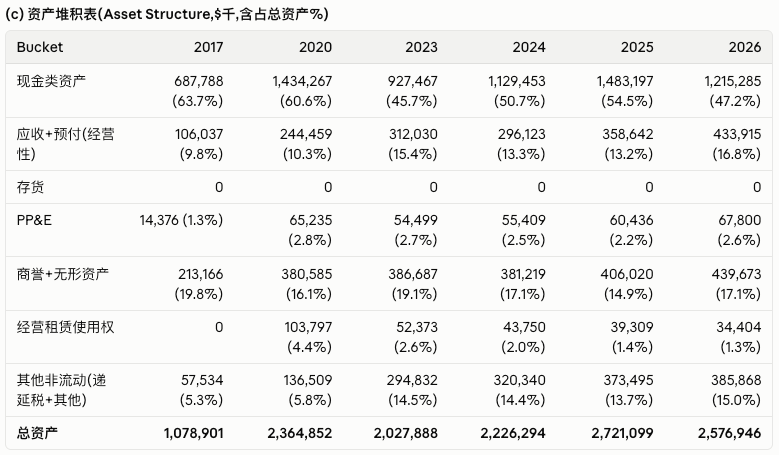 (c) 资产堆积表(Asset Structure,$千,含占总资产%)
Bucket 2017 2020 2023 2024 2025 2026
现金类资产 687,788 1,434,267 927,467 1,129,453 1,483,197 1,215,285
(63.7%) (60.6%) (45.7%) (50.7%) (54.5%) (47.2%)
应收+预付(经营 106,037 244,459 312,030 296,123 358,642 433,915
性) (9.8%) (10.3%) (15.4%) (13.3%) (13.2%) (16.8%)
存货 0 0 0 0 0 0
PP&E 14,376 (1.3%) 65,235 54,499 55,409 60,436 67,800
(2.8%) (2.7%) (2.5%) (2.2%) (2.6%)
商誉+无形资产 213,166 380,585 386,687 381,219 406,020 439,673
(19.8%) (16.1%) (19.1%) (17.1%) (14.9%) (17.1%)
经营租赁使用权 0 103,797 52,373 43,750 39,309 34,404
(4.4%) (2.6%) (2.0%) (1.4%) (1.3%)
其他非流动(递 57,534 136,509 294,832 320,340 373,495 385,868
延税+其他) (5.3%) (5.8%) (14.5%) (14.4%) (13.7%) (15.0%)
总资产 1,078,901 2,364,852 2,027,888 2,226,294 2,721,099 2,576,946